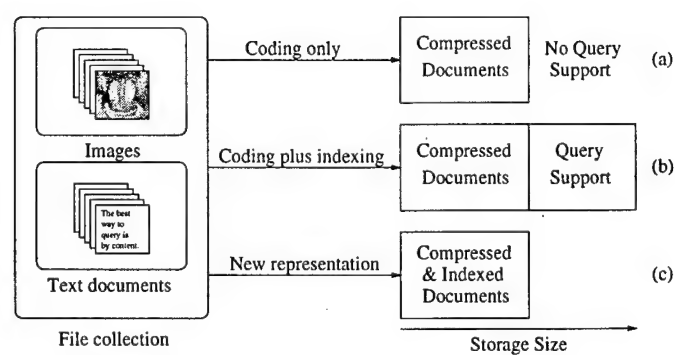 Coding only
Compressed
Documents
No Query
Support
(a)
Images
Coding plus indexing
Compressed
Documents
Query
Support
(b)
The best
way to
query is
by content.
Text documents
New representation
Compressed
& Indexed
Documents
(c)
File collection
Storage Size